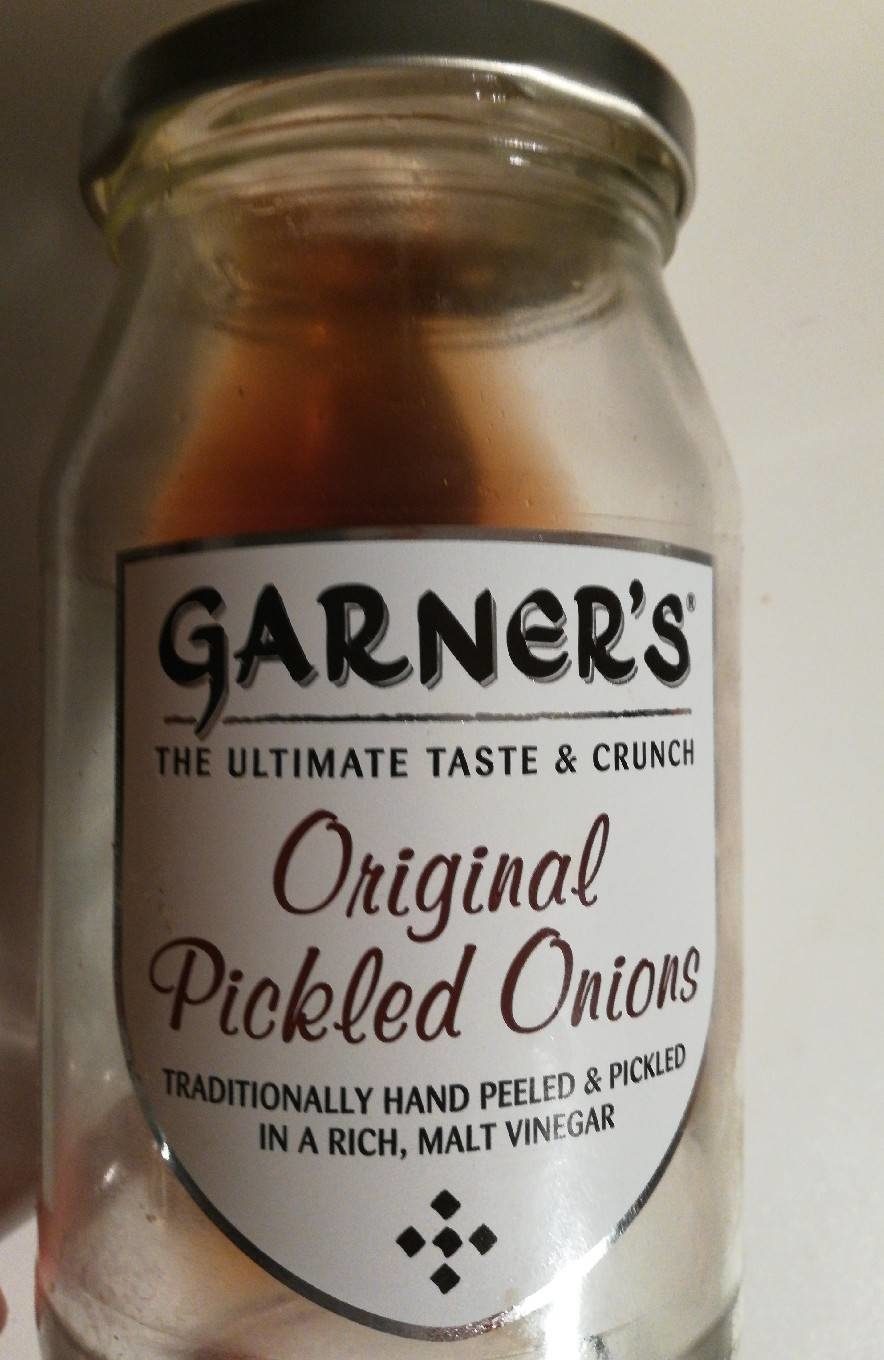 GARNER'S®
THE ULTIMATE TASTE & CRUNCH
Original
Pickled Onions
TRADITIONALLY HAND PEELED & PICKLED
IN A RICH, MALT VINEGAR